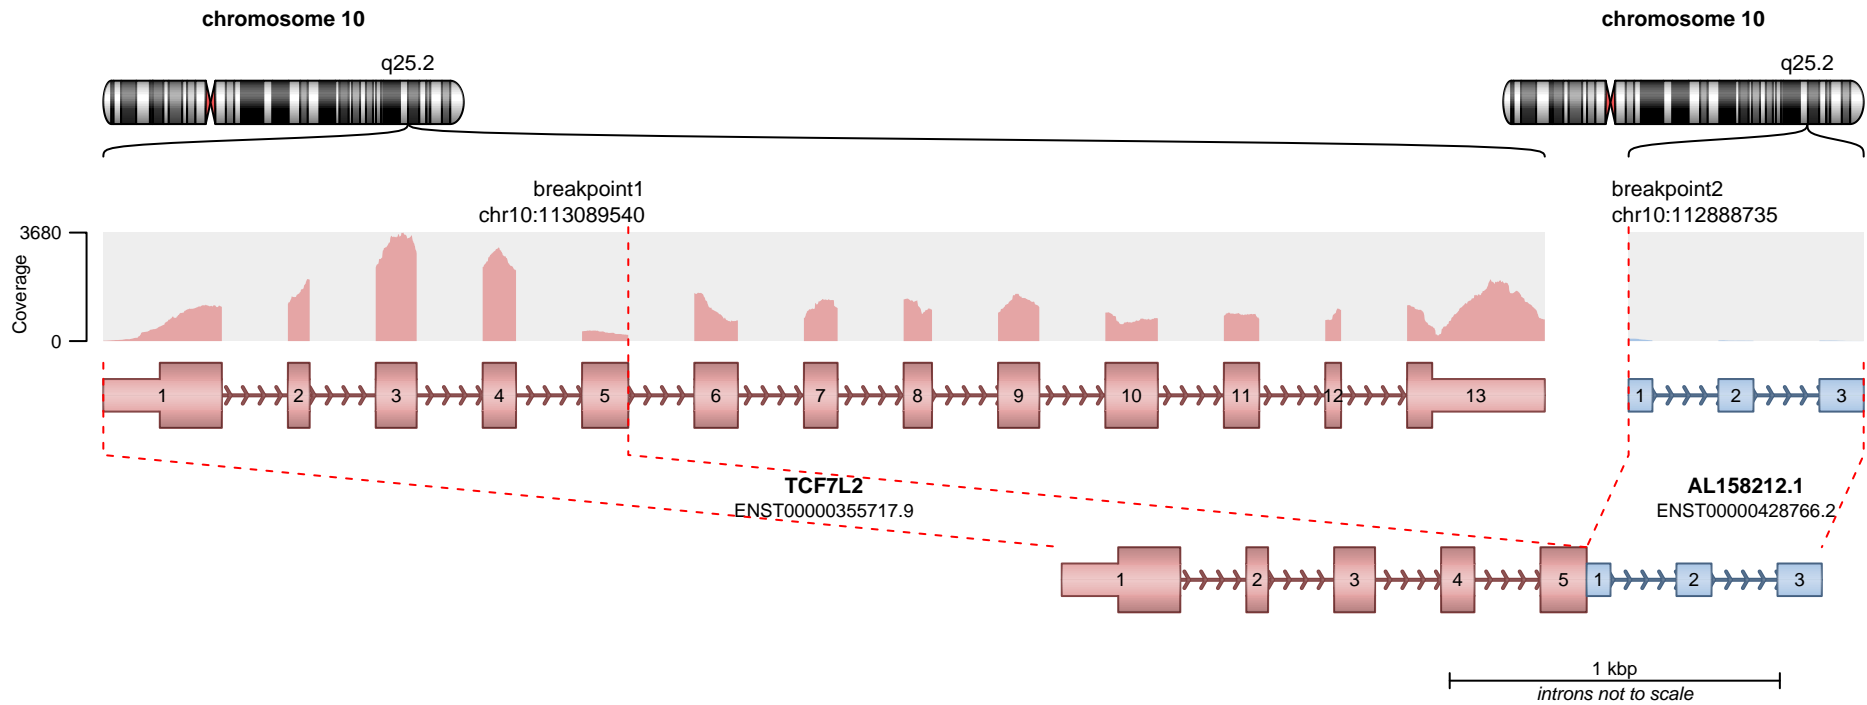 chromosome 10
chromosome 10
q25.2
q25.2
breakpoint1
chr10:113089540
breakpoint2
chr10:112888735
3680
Coverage
0
1 2 3 4 5 6 7 8 9 10 11 12 13
1 2 3
TCF7L2
ENST00000355717.9
AL158212.1
ENST00000428766.2
1 2 3 4 5 1 2 3
1 kbp
introns not to scale